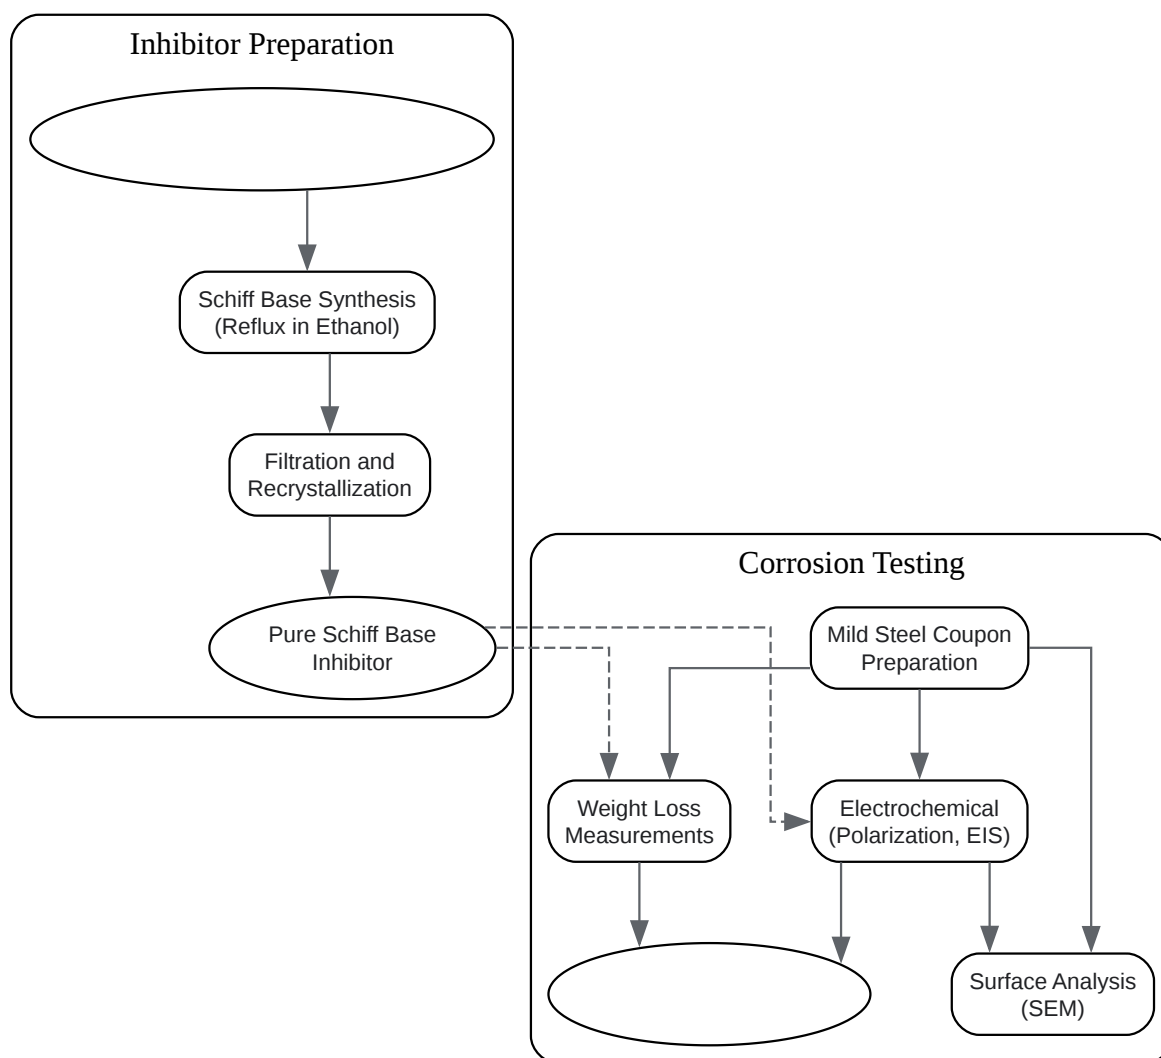 Inhibitor Preparation
Schiff Base Synthesis
(Reflux in Ethanol)
Filtration and
Recrystallization
Pure Schiff Base
Inhibitor
Corrosion Testing
Mild Steel Coupon
Preparation
Weight Loss
Measurements
Electrochemical
(Polarization, EIS)
Surface Analysis
(SEM)